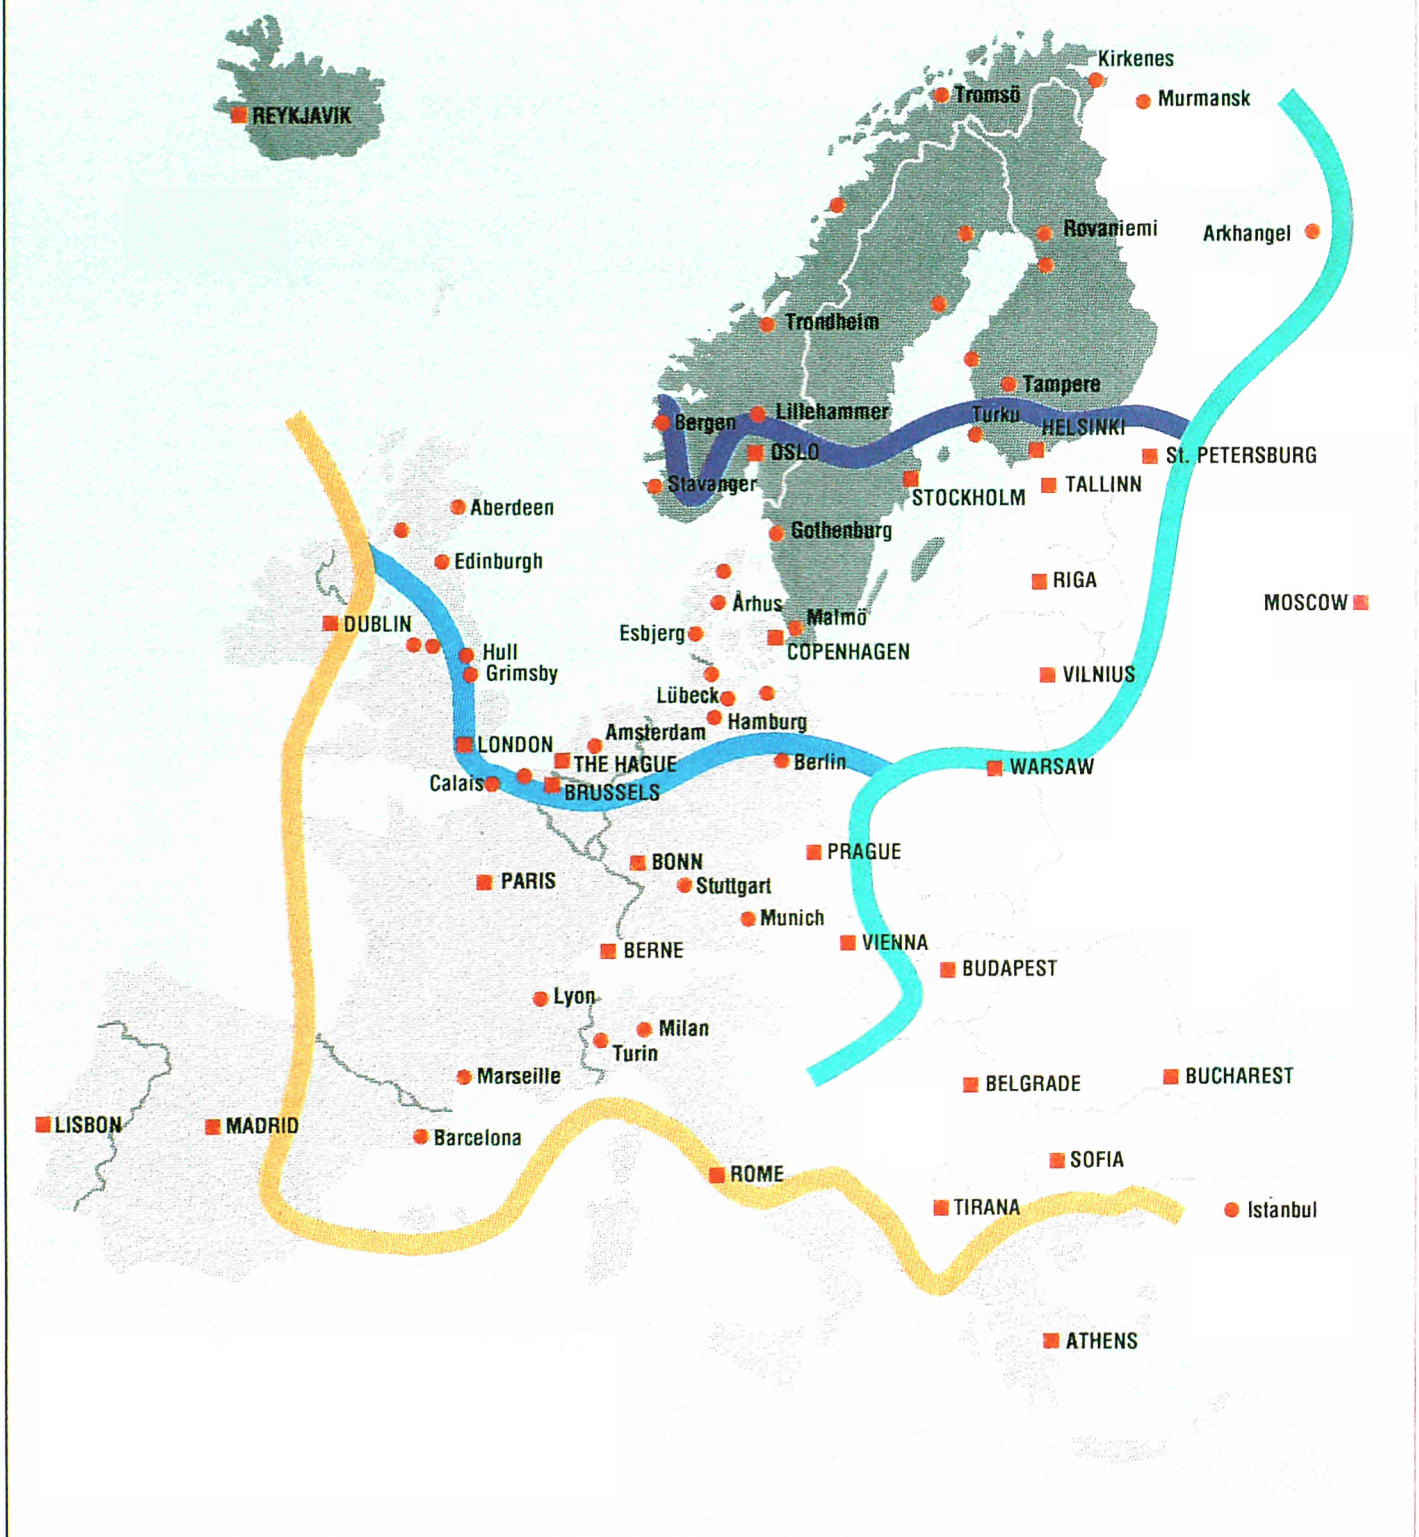 Kirkenes
Tromsö
Murmansk
REYKJAVIK
Rovaniemi
Arkhangel
Trondheim
Tampere
Lillehammer
Turku
Bergen
HELSINKI
OSLO
St. PETERSBURG
Stavanger
TALLINN
STOCKHOLM
Aberdeen
Gothenburg
Edinburgh
RIGA
Århus
MOSCOW
Malmö
DUBLIN
Esbjerg
COPENHAGEN
Hull
Grimsby
VILNIUS
Lübeck
Hamburg
Amsterdam
LONDON
THE HAGUE
Berlin
WARSAW
Calais
BRUSSELS
PRAGUE
BONN
PARIS
Stuttgart
Munich
VIENNA
BERNE
BUDAPEST
Lyon
Milan
Turin
Marseille
BELGRADE
BUCHAREST
LISBON
MADRID
Barcelona
SOFIA
ROME
TIRANA
Istanbul
ATHENS